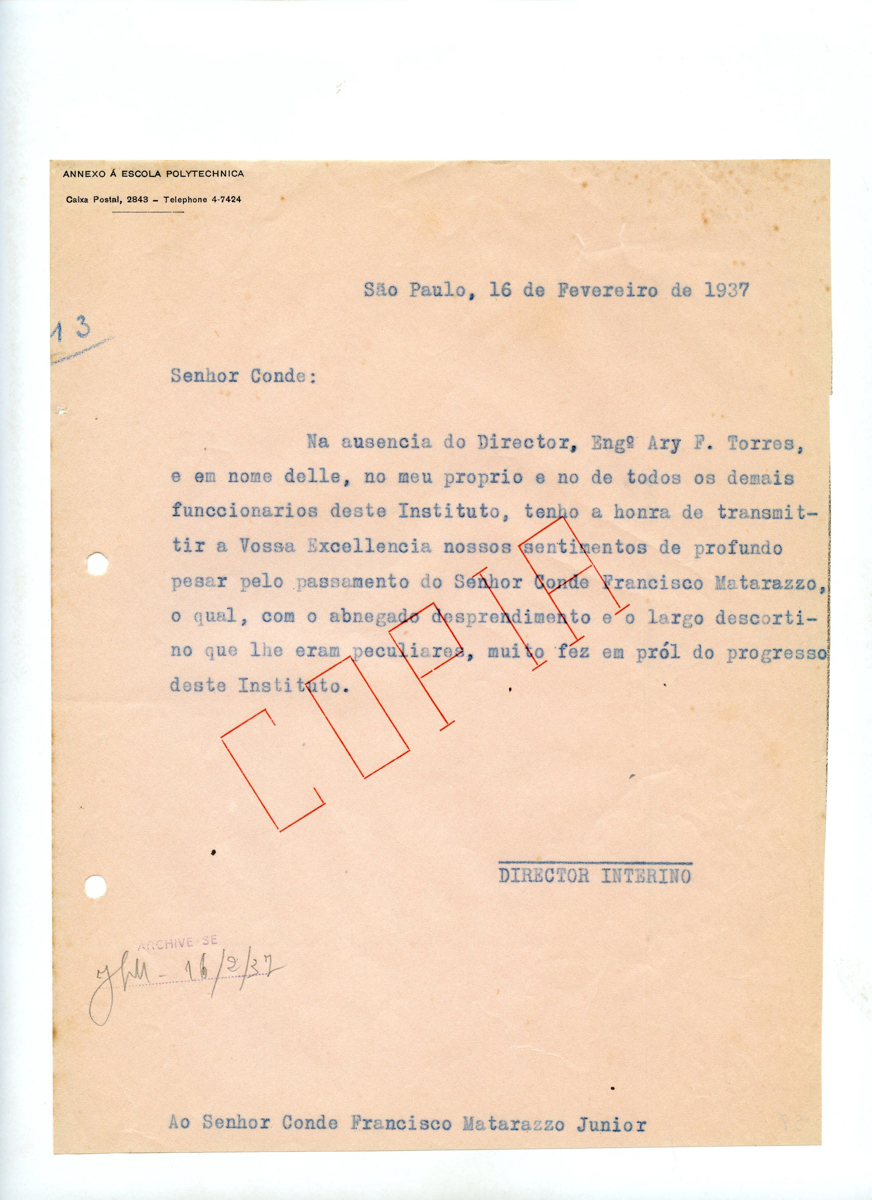 ANNEXO Á ESCOLA POLYTECHNICA
Caixa Postal, 2843 – Telephone 4-7424
São Paulo, 16 de Fevereiro de 1937
13
Senhor Conde:
Na ausencia do Director, Engº Ary F. Torres,
e em nome delle, no meu proprio e no de todos os demais
funccionarios deste Instituto, tenho a honra de transmit-
tir a Vossa Excellencia nossos sentimentos de profundo
pesar pelo passamento do Senhor Conde Francisco Matarazzo,
o qual, com o abnegado desprendimento e o largo descorti-
no que lhe eram peculiares, muito fez em pról do progresso
deste Instituto.
COPIA
DIRECTOR INTERINO
ARCHIVE-SE
16/2/37
Ao Senhor Conde Francisco Matarazzo Junior